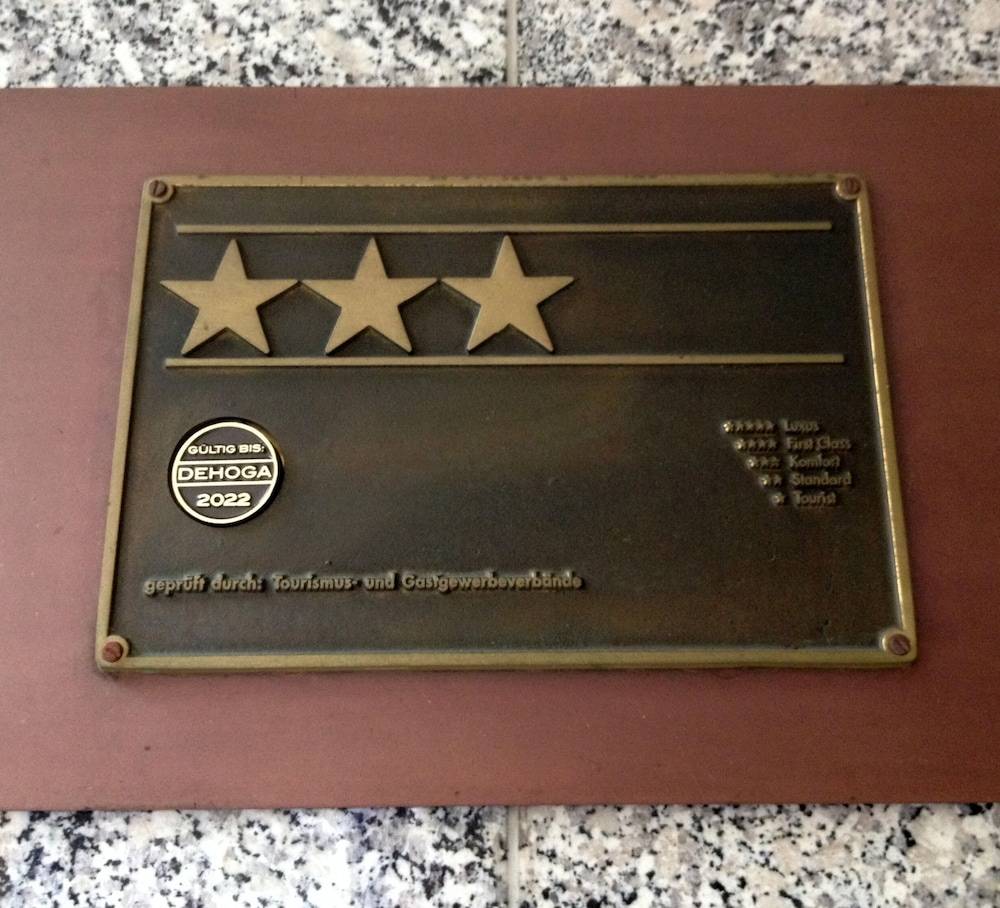 GÜLTIG BIS:
DEHOGA
2022
★★★★★ Luxus
★★★★ First Class
★★★ Komfort
★★ Standard
★ Tourist
geprüft durch: Tourismus- und Gastgewerbeverbände